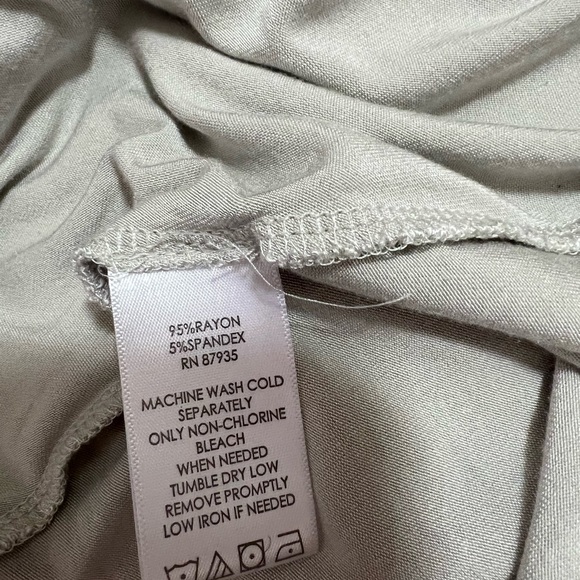 95%RAYON
5%SPANDEX
RN 87935
MACHINE WASH COLD
SEPARATELY
ONLY NON-CHLORINE
BLEACH
WHEN NEEDED
TUMBLE DRY LOW
REMOVE PROMPTLY
LOW IRON IF NEEDED